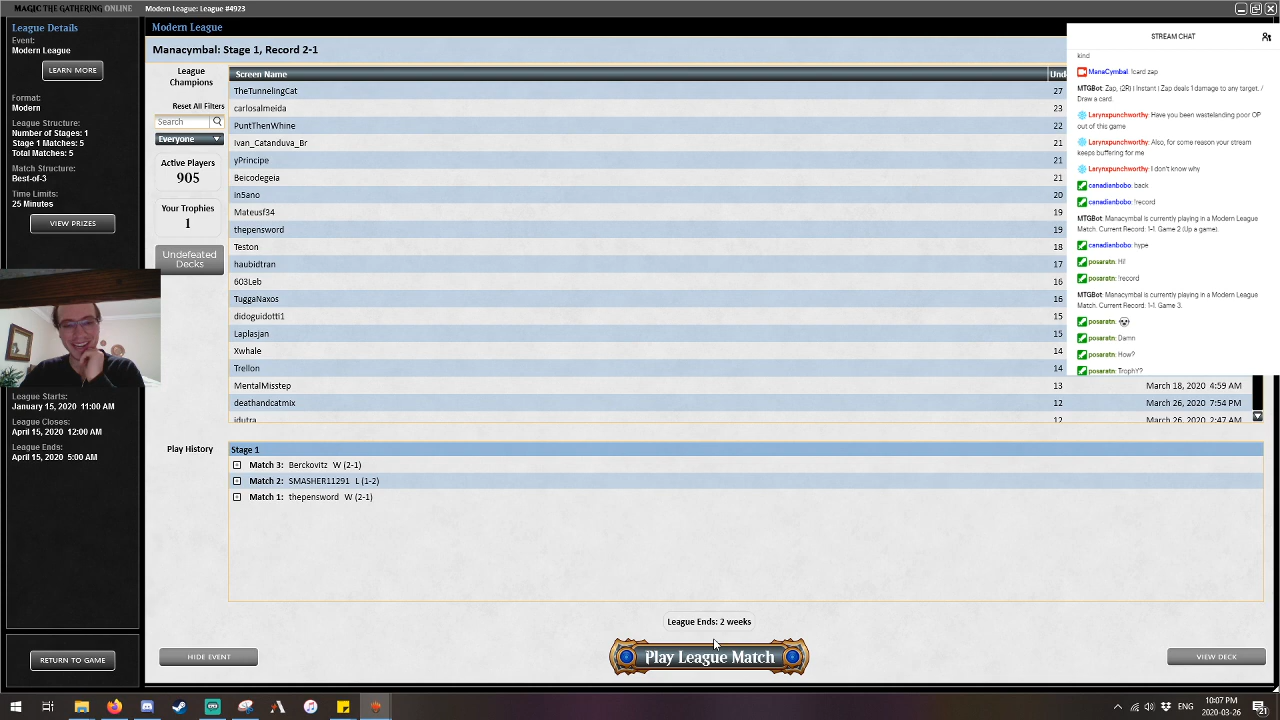 MAGIC THE GATHERING ONLINE
Modern League: League #4923
League Details
Event:
Modern League
LEARN MORE
Format:
Modern
League Structure:
Number of Stages: 1
Stage 1 Matches: 5
Total Matches: 5
Match Structure:
Best-of-3
Time Limits:
25 Minutes
VIEW PRIZES
League Starts:
January 15, 2020 11:00 AM
League Closes:
April 15, 2020 12:00 AM
League Ends:
April 15, 2020 5:00 AM
RETURN TO GAME
Modern League
Manacymbal: Stage 1, Record 2-1
League
Champions
Reset All Filters
Search
Everyone
Active Players
905
Your Trophies
1
Undefeated
Decks
Screen Name
Und
TheTunnelingCat 27
carlosalmeida 23
PuntThenWhine 22
Ivan_Catanduva_Br 21
yPrincipe 21
Beicodegeia 21
in5ano 20
Mateusf34 19
thepensword 19
Teston 18
haubidtran 17
603Leb 16
TuggaNaxos 16
didoguidotti1 15
Laplasjan 15
Xwhale 14
Trellon 14
MentalMisstep 13 March 18, 2020 4:59 AM
deathandcatmix 12 March 26, 2020 7:54 PM
idutra 12 March 26, 2020 2:47 AM
STREAM CHAT
kind
ManaCymbal: !card zap
MTGBot: Zap, (2R) | Instant | Zap deals 1 damage to any target. /
Draw a card.
Larynxpunchworthy: Have you been wastelanding poor OP
out of this game
Larynxpunchworthy: Also, for some reason your stream
keeps buffering for me
Larynxpunchworthy: I don't know why
canadianbobo: back
canadianbobo: !record
MTGBot: Manacymbal is currently playing in a Modern League
Match. Current Record: 1-1. Game 2 (Up a game).
canadianbobo: hype
posaratn: Hi!
posaratn: !record
MTGBot: Manacymbal is currently playing in a Modern League
Match. Current Record: 1-1. Game 3.
posaratn:
posaratn: Damn
posaratn: How?
posaratn: TrophY?
Play History
Stage 1
Match 3: Berckovitz W (2-1)
Match 2: SMASHER11291 L (1-2)
Match 1: thepensword W (2-1)
League Ends: 2 weeks
HIDE EVENT
Play League Match
VIEW DECK
ENG
10:07 PM
2020-03-26
21